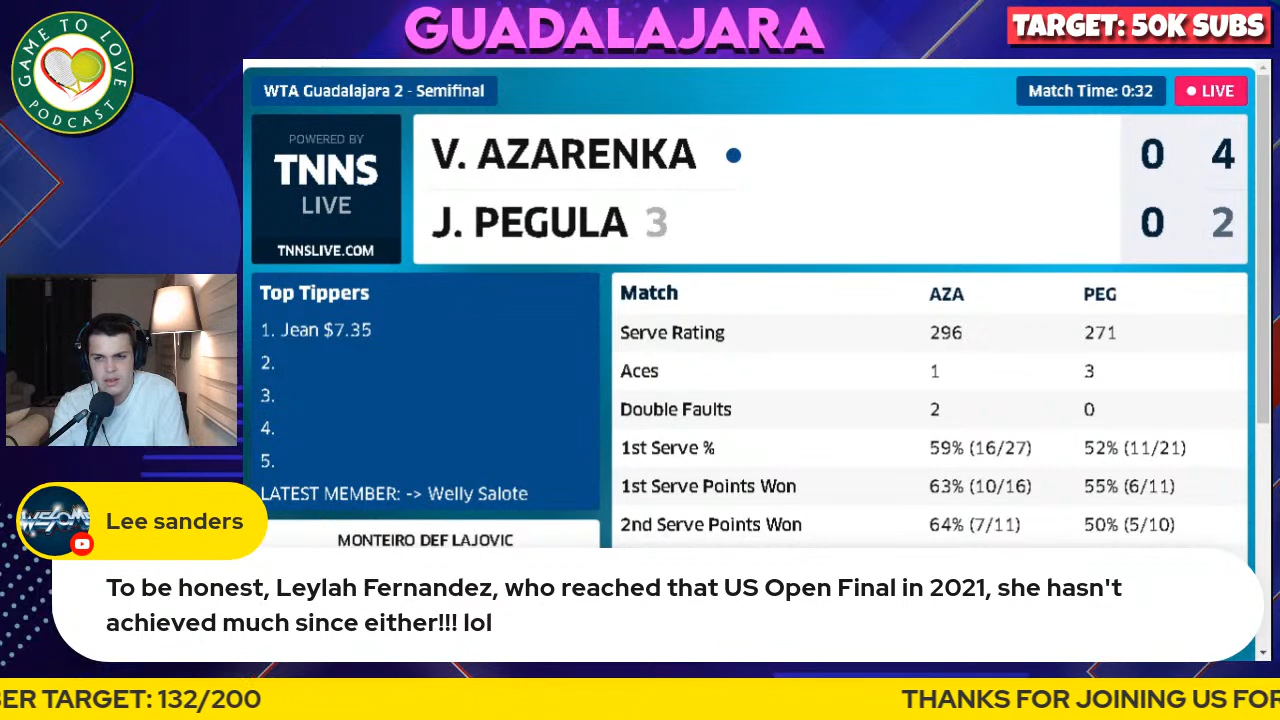 GUADALAJARA
TARGET: 50K SUBS
GAME TO LOVE
PODCAST
WTA Guadalajara 2 - Semifinal
Match Time: 0:32
LIVE
POWERED BY
TNNS
LIVE
TNNSLIVE.COM
V. AZARENKA 0 4
J. PEGULA 3 0 2
Top Tippers
1. Jean $7.35
2.
3.
4.
5.
LATEST MEMBER: -> Welly Salote
MONTEIRO DEF LAJOVIC
Match AZA PEG
Serve Rating 296 271
Aces 1 3
Double Faults 2 0
1st Serve % 59% (16/27) 52% (11/21)
1st Serve Points Won 63% (10/16) 55% (6/11)
2nd Serve Points Won 64% (7/11) 50% (5/10)
Lee sanders
To be honest, Leylah Fernandez, who reached that US Open Final in 2021, she hasn't
achieved much since either!!! lol
BER TARGET: 132/200
THANKS FOR JOINING US FOR